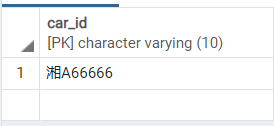 car_id
[PK] character varying (10)
1 湘A66666